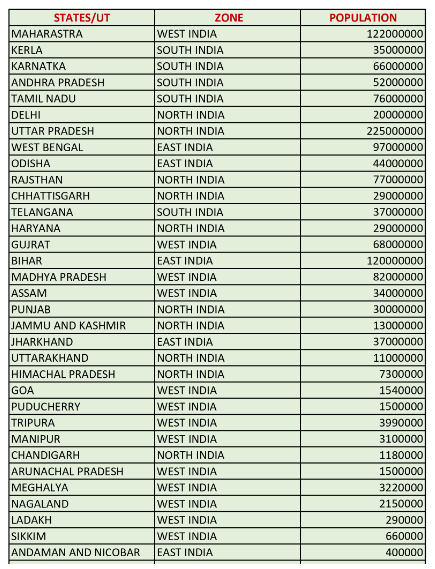 STATES/UT ZONE POPULATION
MAHARASTRA WEST INDIA 122000000
KERLA SOUTH INDIA 35000000
KARNATKA SOUTH INDIA 66000000
ANDHRA PRADESH SOUTH INDIA 52000000
TAMIL NADU SOUTH INDIA 76000000
DELHI NORTH INDIA 20000000
UTTAR PRADESH NORTH INDIA 225000000
WEST BENGAL EAST INDIA 97000000
ODISHA EAST INDIA 44000000
RAJSTHAN NORTH INDIA 77000000
CHHATTISGARH NORTH INDIA 29000000
TELANGANA SOUTH INDIA 37000000
HARYANA NORTH INDIA 29000000
GUJRAT WEST INDIA 68000000
BIHAR EAST INDIA 120000000
MADHYA PRADESH WEST INDIA 82000000
ASSAM WEST INDIA 34000000
PUNJAB NORTH INDIA 30000000
JAMMU AND KASHMIR NORTH INDIA 13000000
JHARKHAND EAST INDIA 37000000
UTTARAKHAND NORTH INDIA 11000000
HIMACHAL PRADESH NORTH INDIA 7300000
GOA WEST INDIA 1540000
PUDUCHERRY WEST INDIA 1500000
TRIPURA WEST INDIA 3990000
MANIPUR WEST INDIA 3100000
CHANDIGARH NORTH INDIA 1180000
ARUNACHAL PRADESH WEST INDIA 1500000
MEGHALYA WEST INDIA 3220000
NAGALAND WEST INDIA 2150000
LADAKH WEST INDIA 290000
SIKKIM WEST INDIA 660000
ANDAMAN AND NICOBAR EAST INDIA 400000